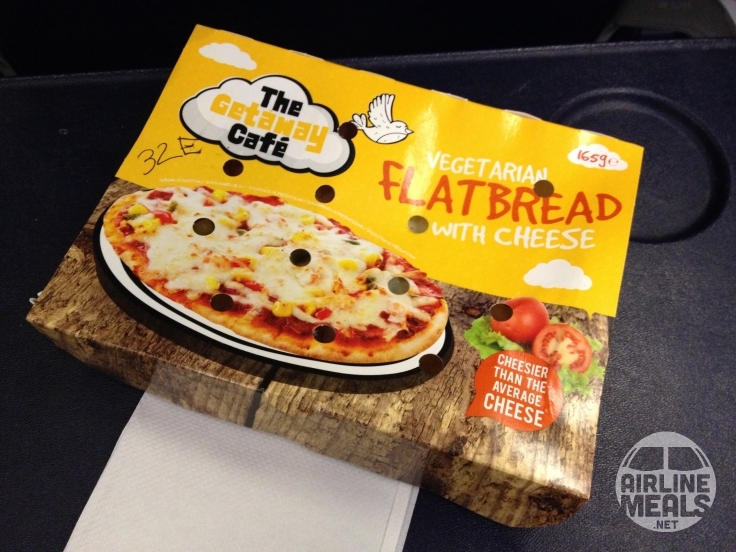 The
Getaway
Café
32E
165g e
VEGETARIAN
FLATBREAD
WITH CHEESE
CHEESIER
THAN THE
AVERAGE
CHEESE
AIRLINE
MEALS
.NET